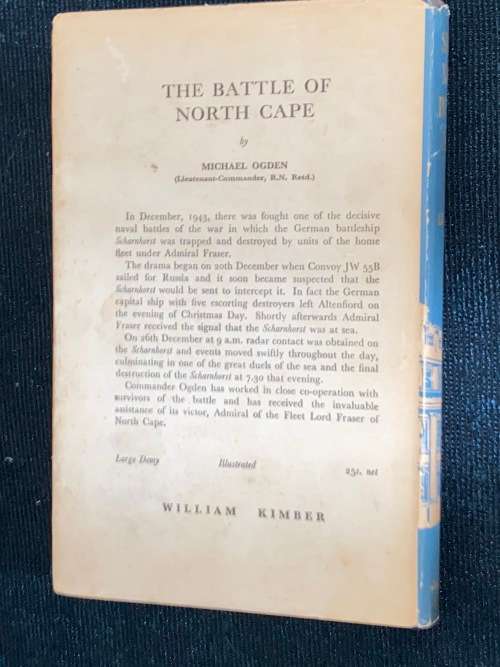 THE BATTLE OF
NORTH CAPE
by
MICHAEL OGDEN
(Lieutenant-Commander, R.N. Retd.)
In December, 1943, there was fought one of the decisive
naval battles of the war in which the German battleship
Scharnhorst was trapped and destroyed by units of the home
fleet under Admiral Fraser.
The drama began on 20th December when Convoy JW 55B
sailed for Russia and it soon became suspected that the
Scharnhorst would be sent to intercept it. In fact the German
capital ship with five escorting destroyers left Altenfiord on
the evening of Christmas Day. Shortly afterwards Admiral
Fraser received the signal that the Scharnhorst was at sea.
On 26th December at 9 a.m. radar contact was obtained on
the Scharnhorst and events moved swiftly throughout the day,
culminating in one of the great duels of the sea and the final
destruction of the Scharnhorst at 7.30 that evening.
Commander Ogden has worked in close co-operation with
survivors of the battle and has received the invaluable
assistance of its victor, Admiral of the Fleet Lord Fraser of
North Cape.
Large Demy Illustrated 25s. net
WILLIAM KIMBER